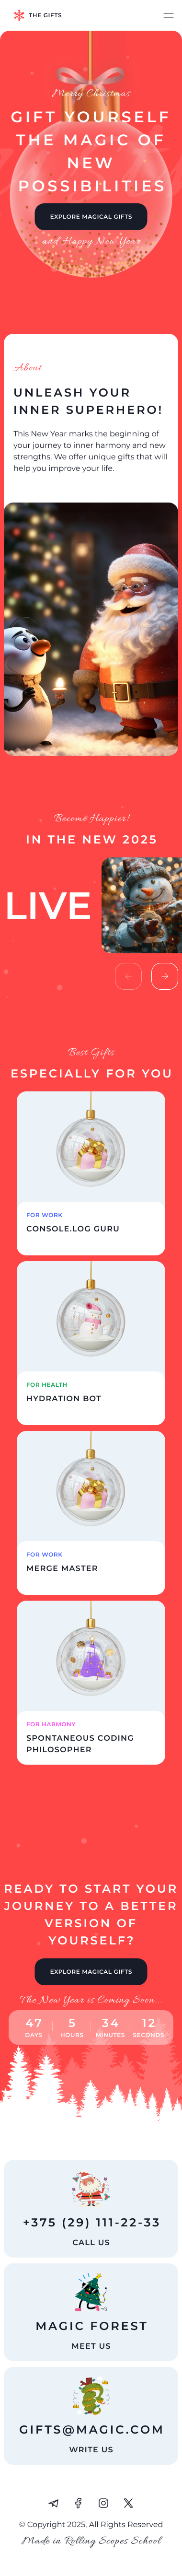 THE GIFTS
Merry Christmas
GIFT YOURSELF
THE MAGIC OF
NEW
POSSIBILITIES
EXPLORE MAGICAL GIFTS
and Happy New Year
About
UNLEASH YOUR
INNER SUPERHERO!
This New Year marks the beginning of
your journey to inner harmony and new
strengths. We offer unique gifts that will
help you improve your life.
Become Happier!
IN THE NEW 2025
LIVE
Best Gifts
ESPECIALLY FOR YOU
FOR WORK
CONSOLE.LOG GURU
FOR HEALTH
HYDRATION BOT
FOR WORK
MERGE MASTER
FOR HARMONY
SPONTANEOUS CODING
PHILOSOPHER
READY TO START YOUR
JOURNEY TO A BETTER
VERSION OF
YOURSELF?
EXPLORE MAGICAL GIFTS
The New Year is Coming Soon...
47 5 34 12
DAYS HOURS MINUTES SECONDS
+375 (29) 111-22-33
CALL US
MAGIC FOREST
MEET US
GIFTS@MAGIC.COM
WRITE US
© Copyright 2025, All Rights Reserved
Made in Rolling Scopes School